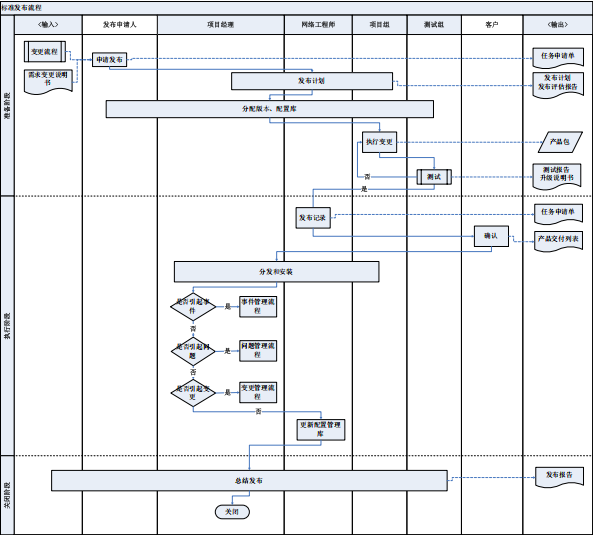 标准发布流程
<输入>
发布申请人
项目经理
网络工程师
项目组
测试组
客户
<输出>
准备阶段
变更流程
申请发布
任务申请单
需求变更说明
书
发布计划
发布计划
发布评估报告
分配版本、配置库
执行变更
产品包
否
测试
测试报告
升级说明书
是
执行阶段
发布记录
任务申请单
确认
产品交付列表
分发和安装
是否引起事
件
是
事件管理流
程
否
是否引起问
题
是
问题管理流
程
否
是否引起变
更
是
变更管理流
程
否
更新配置管理
库
关闭阶段
总结发布
发布报告
关闭